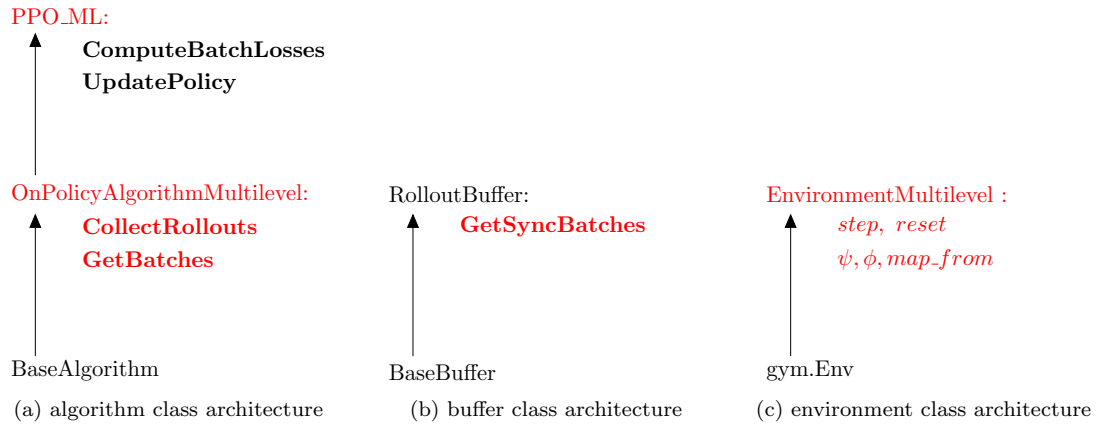 PPO_ML:
ComputeBatchLosses
UpdatePolicy
OnPolicyAlgorithmMultilevel:
CollectRollouts
GetBatches
BaseAlgorithm
(a) algorithm class architecture
RolloutBuffer:
GetSyncBatches
BaseBuffer
(b) buffer class architecture
EnvironmentMultilevel :
step, reset
ψ, ϕ, map_from
gym.Env
(c) environment class architecture